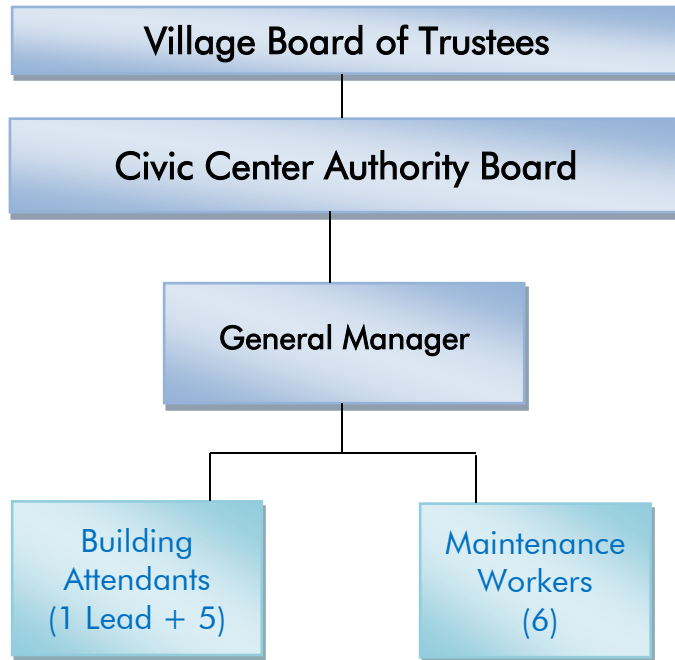 Village Board of Trustees
Civic Center Authority Board
General Manager
Building
Attendants
(1 Lead + 5)
Maintenance
Workers
(6)